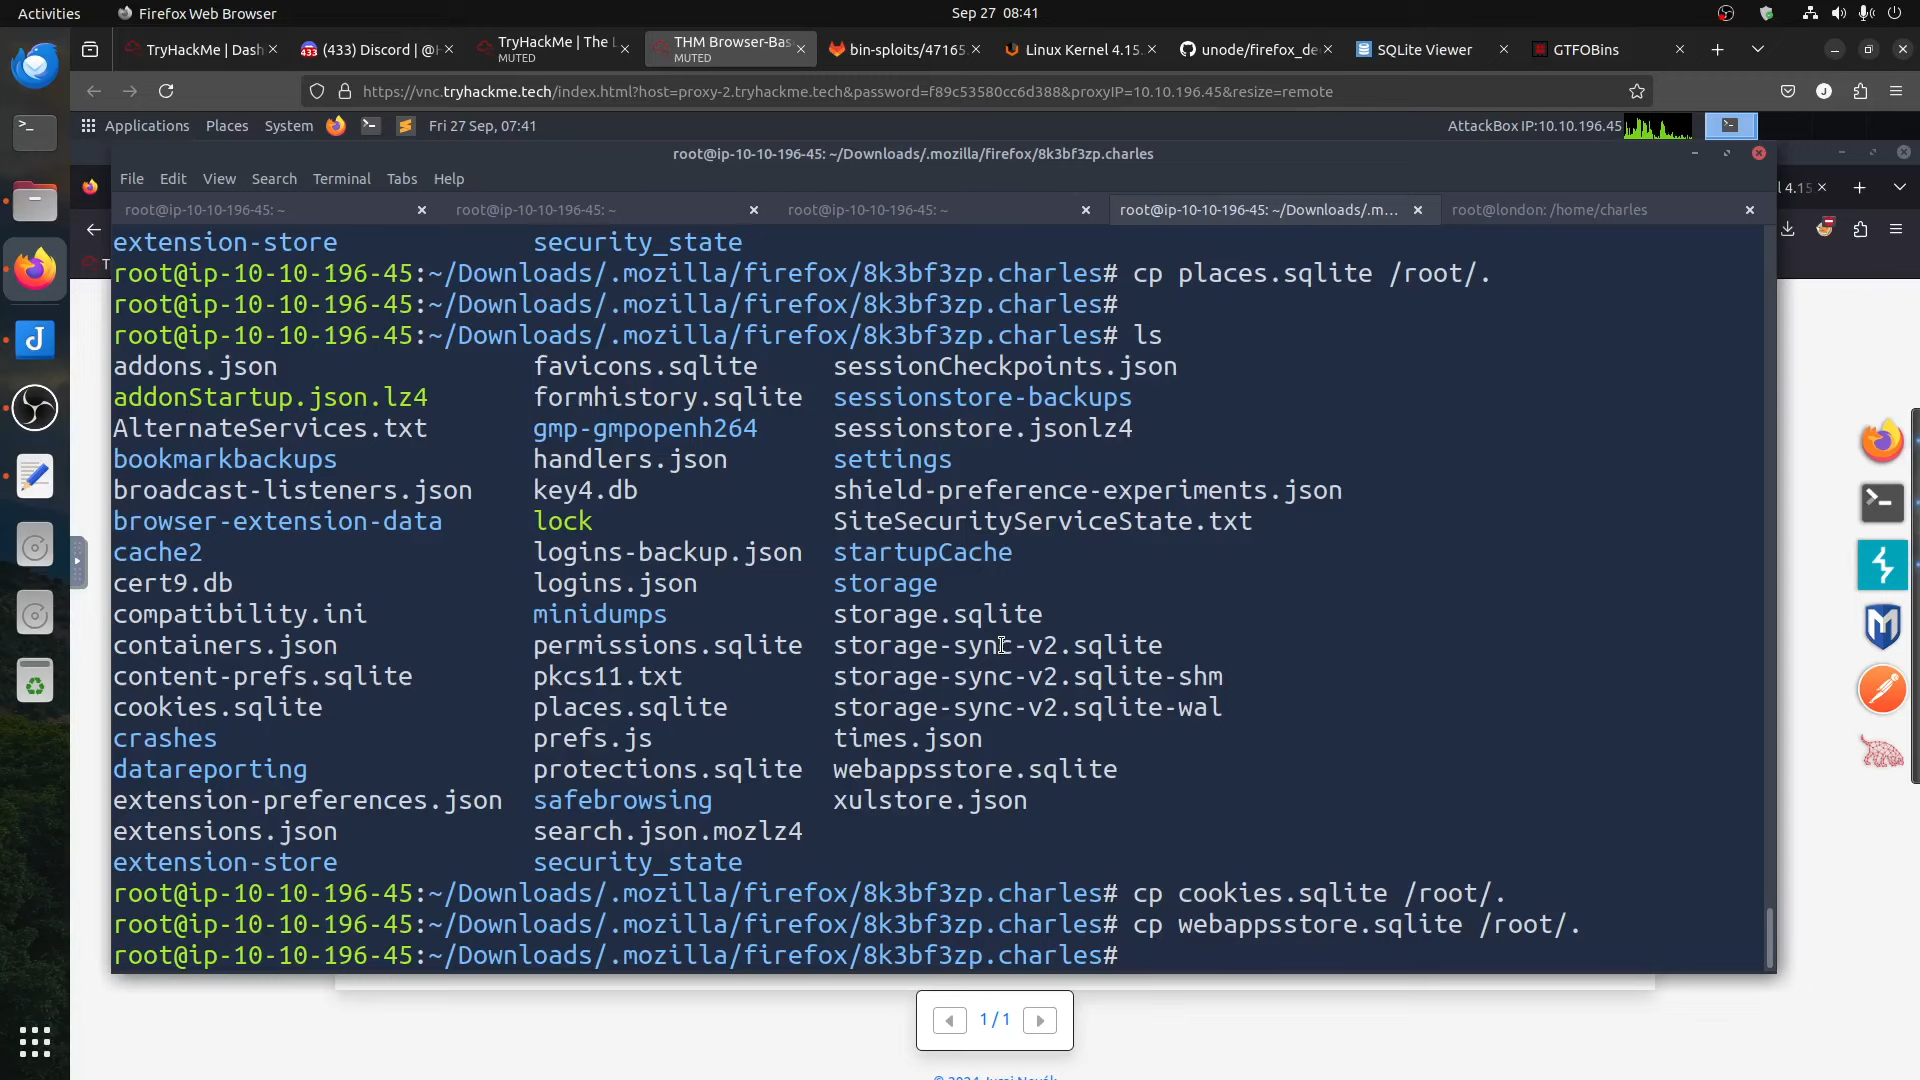 Activities Firefox Web Browser Sep 27 08:41
TryHackMe | Dash (433) Discord | @H TryHackMe | The L MUTED THM Browser-Bas MUTED bin-sploits/47165. Linux Kernel 4.15. unode/firefox_de SQLite Viewer GTFOBins
https://vnc.tryhackme.tech/index.html?host=proxy-2.tryhackme.tech&password=f89c53580cc6d388&proxyIP=10.10.196.45&resize=remote
Applications Places System Fri 27 Sep, 07:41 AttackBox IP:10.10.196.45
root@ip-10-10-196-45: ~/Downloads/.mozilla/firefox/8k3bf3zp.charles
File Edit View Search Terminal Tabs Help
l 4.15
root@ip-10-10-196-45: ~ root@ip-10-10-196-45: ~ root@ip-10-10-196-45: ~ root@ip-10-10-196-45: ~/Downloads/.m... root@london: /home/charles
extension-store security_state
root@ip-10-10-196-45:~/Downloads/.mozilla/firefox/8k3bf3zp.charles# cp places.sqlite /root/.
root@ip-10-10-196-45:~/Downloads/.mozilla/firefox/8k3bf3zp.charles#
root@ip-10-10-196-45:~/Downloads/.mozilla/firefox/8k3bf3zp.charles# ls
addons.json favicons.sqlite sessionCheckpoints.json
addonStartup.json.lz4 formhistory.sqlite sessionstore-backups
AlternateServices.txt gmp-gmpopenh264 sessionstore.jsonlz4
bookmarkbackups handlers.json settings
broadcast-listeners.json key4.db shield-preference-experiments.json
browser-extension-data lock SiteSecurityServiceState.txt
cache2 logins-backup.json startupCache
cert9.db logins.json storage
compatibility.ini minidumps storage.sqlite
containers.json permissions.sqlite storage-sync-v2.sqlite
content-prefs.sqlite pkcs11.txt storage-sync-v2.sqlite-shm
cookies.sqlite places.sqlite storage-sync-v2.sqlite-wal
crashes prefs.js times.json
datareporting protections.sqlite webappsstore.sqlite
extension-preferences.json safebrowsing xulstore.json
extensions.json search.json.mozlz4
extension-store security_state
root@ip-10-10-196-45:~/Downloads/.mozilla/firefox/8k3bf3zp.charles# cp cookies.sqlite /root/.
root@ip-10-10-196-45:~/Downloads/.mozilla/firefox/8k3bf3zp.charles# cp webappsstore.sqlite /root/.
root@ip-10-10-196-45:~/Downloads/.mozilla/firefox/8k3bf3zp.charles#
1 / 1